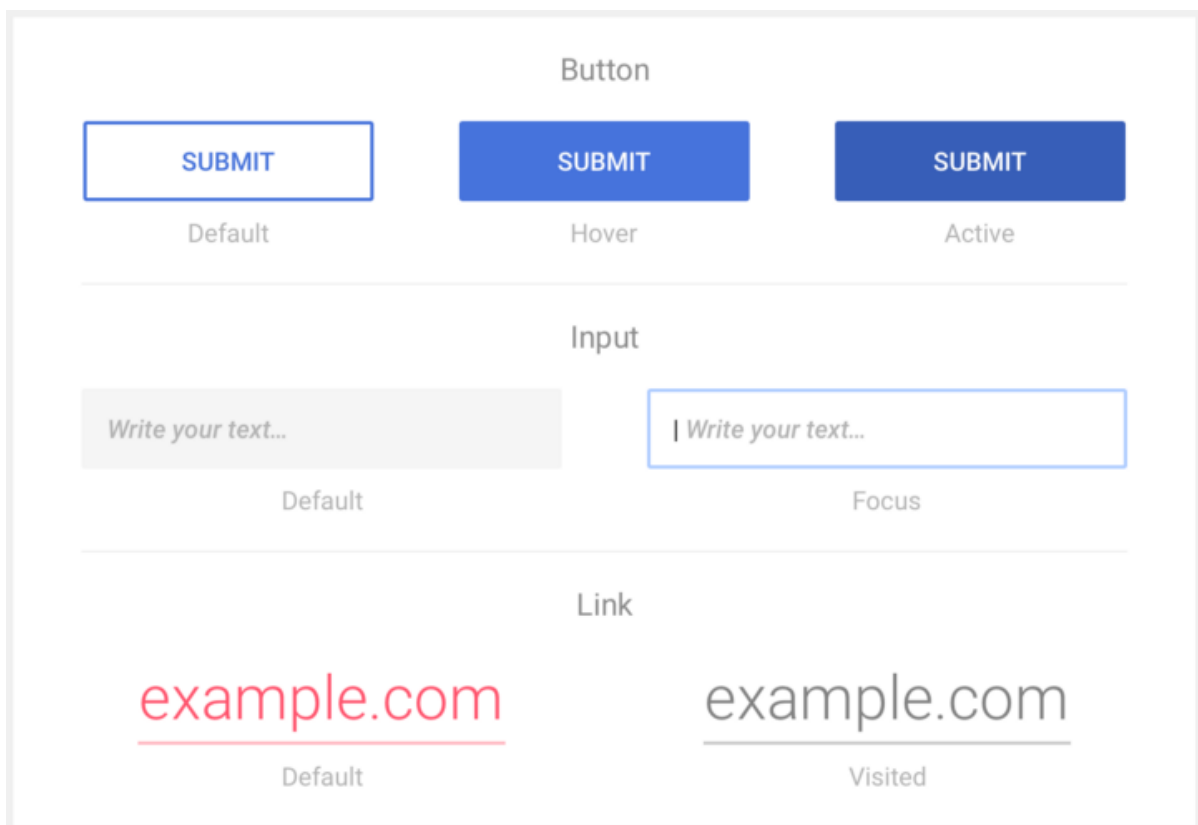 Button
SUBMIT SUBMIT SUBMIT
Default Hover Active
Input
Write your text... Write your text...
Default Focus
Link
example.com example.com
Default Visited